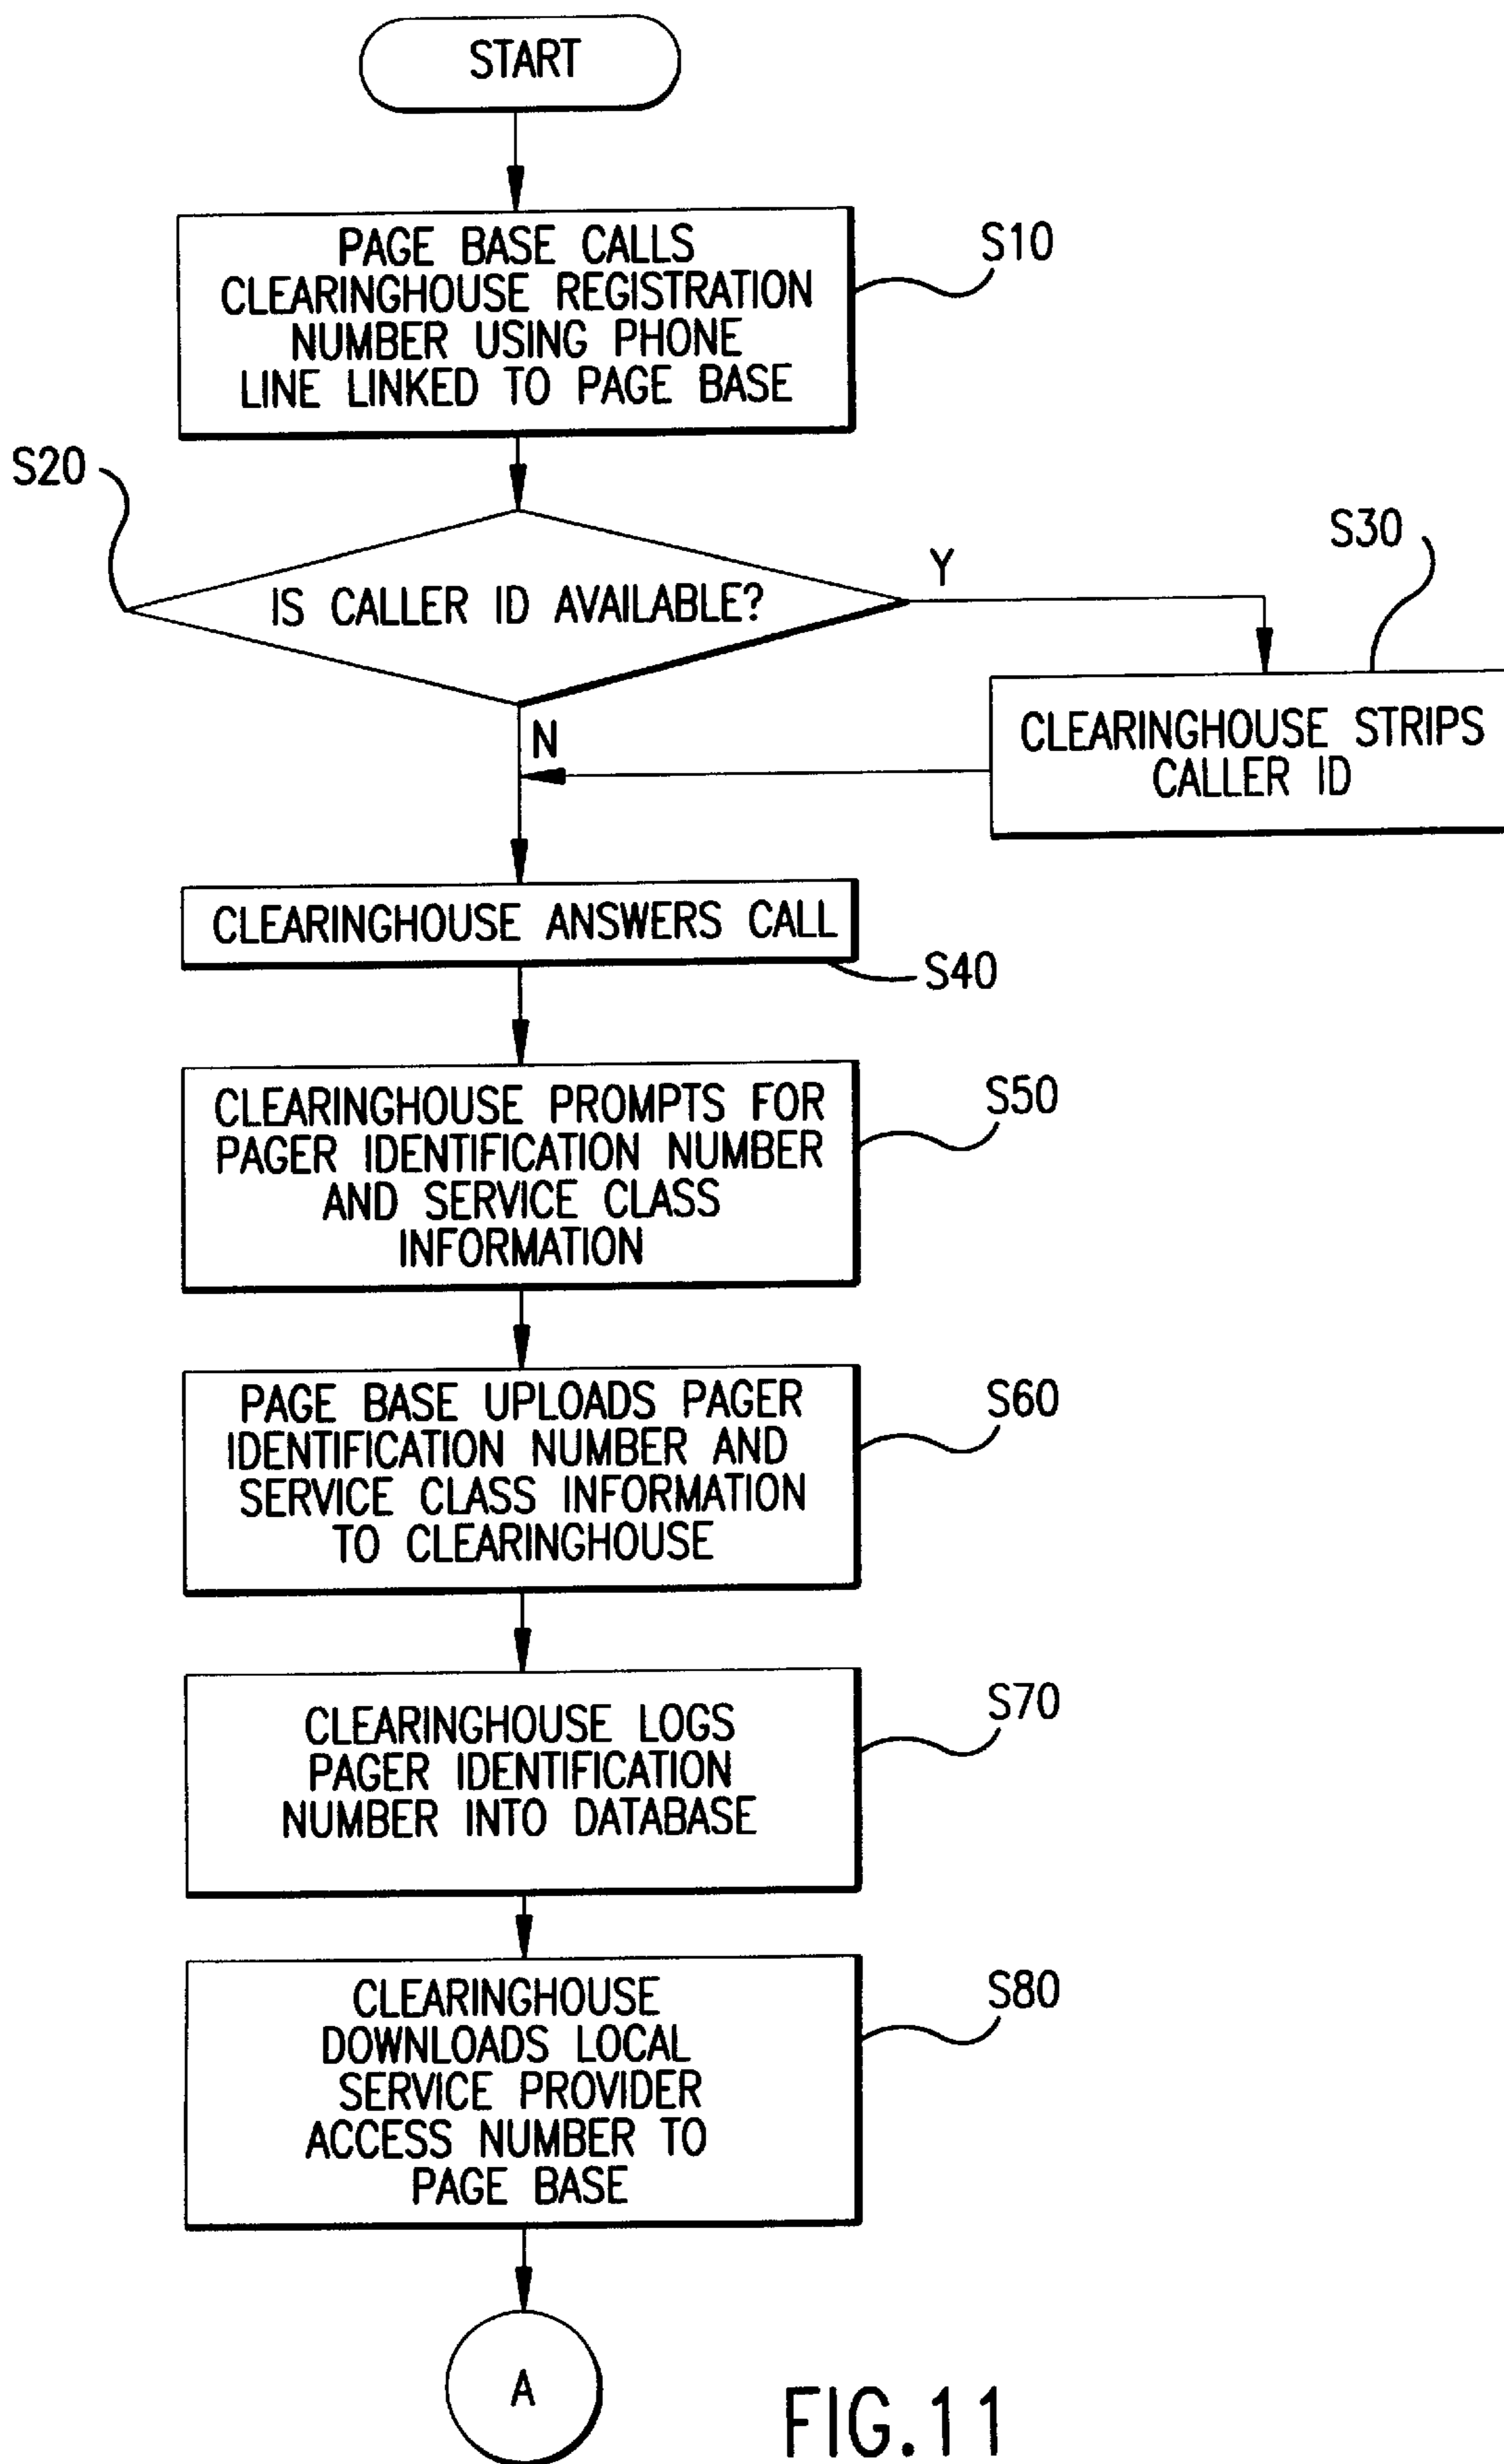 START
PAGE BASE CALLS
CLEARINGHOUSE REGISTRATION
NUMBER USING PHONE
LINE LINKED TO PAGE BASE
S10
S20
IS CALLER ID AVAILABLE?
Y
S30
CLEARINGHOUSE STRIPS
CALLER ID
N
CLEARINGHOUSE ANSWERS CALL
S40
CLEARINGHOUSE PROMPTS FOR
PAGER IDENTIFICATION NUMBER
AND SERVICE CLASS
INFORMATION
S50
PAGE BASE UPLOADS PAGER
IDENTIFICATION NUMBER AND
SERVICE CLASS INFORMATION
TO CLEARINGHOUSE
S60
CLEARINGHOUSE LOGS
PAGER IDENTIFICATION
NUMBER INTO DATABASE
S70
CLEARINGHOUSE
DOWNLOADS LOCAL
SERVICE PROVIDER
ACCESS NUMBER TO
PAGE BASE
S80
A
FIG.11